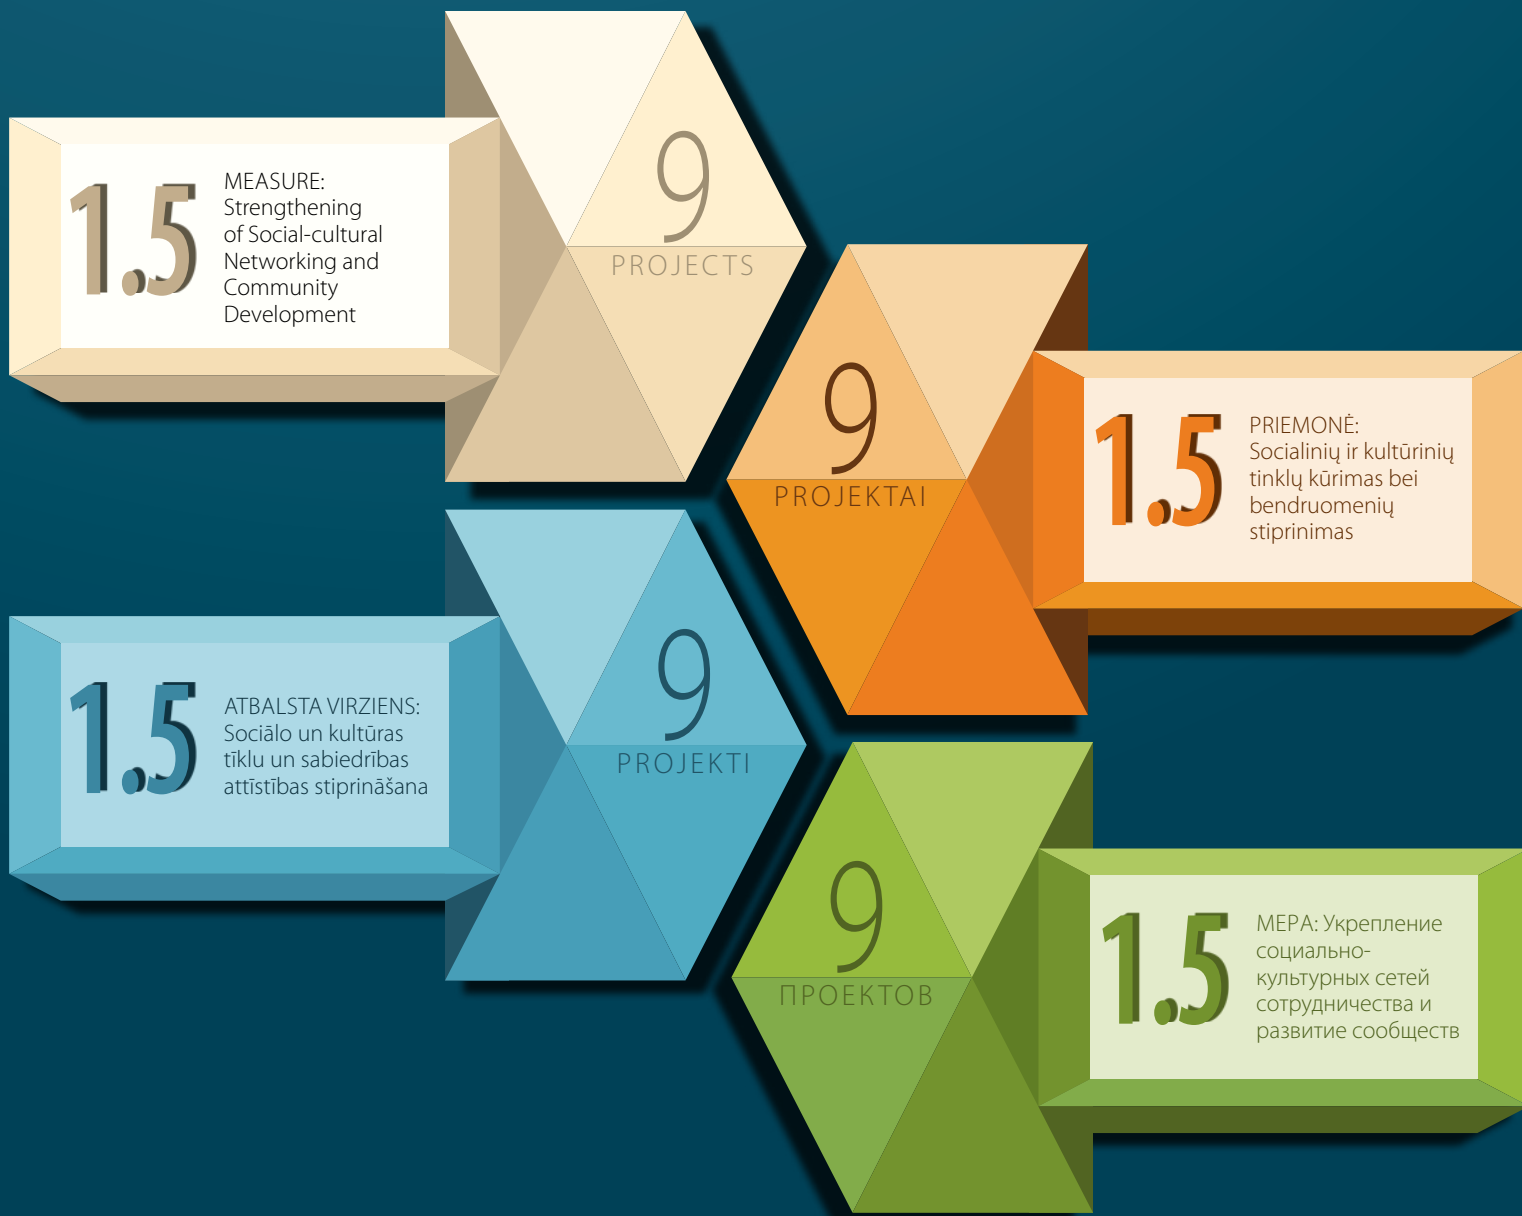 1.5
MEASURE:
Strengthening
of Social-cultural
Networking and
Community
Development
9
PROJECTS
9
PROJEKTAI
1.5
PRIEMONĖ:
Socialinių ir kultūrinių
tinklų kūrimas bei
bendruomenių
stiprinimas
1.5
ATBALSTA VIRZIENS:
Sociālo un kultūras
tīklu un sabiedrības
attīstības stiprināšana
9
PROJEKTI
9
ПРОЕКТОВ
1.5
МЕРА: Укрепление
социально-
культурных сетей
сотрудничества и
развитие сообществ